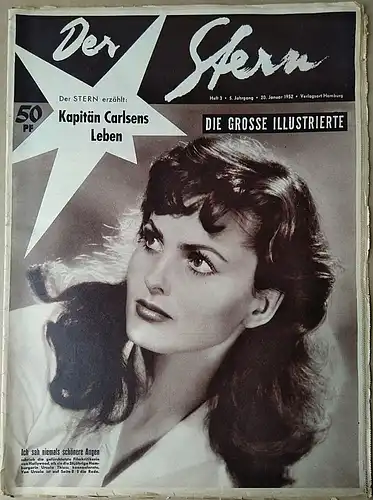 Der Stern
Heft 3 · 5. Jahrgang · 20. Januar 1952 · Verlagsort Hamburg
Der STERN erzählt:
50
PF
Kapitän Carlsens
Leben
DIE GROSSE ILLUSTRIERTE
Ich sah niemals schönere Augen